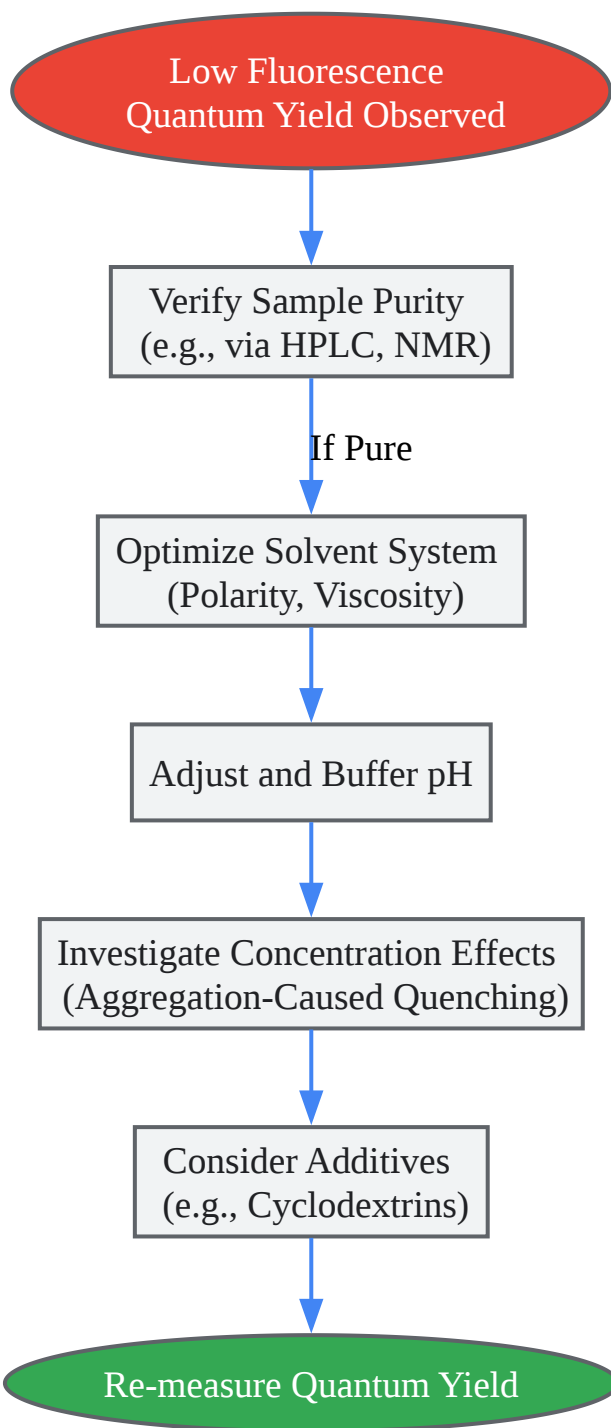 Low Fluorescence
Quantum Yield Observed
Verify Sample Purity
(e.g., via HPLC, NMR)
If Pure
Optimize Solvent System
(Polarity, Viscosity)
Adjust and Buffer pH
Investigate Concentration Effects
(Aggregation-Caused Quenching)
Consider Additives
(e.g., Cyclodextrins)
Re-measure Quantum Yield